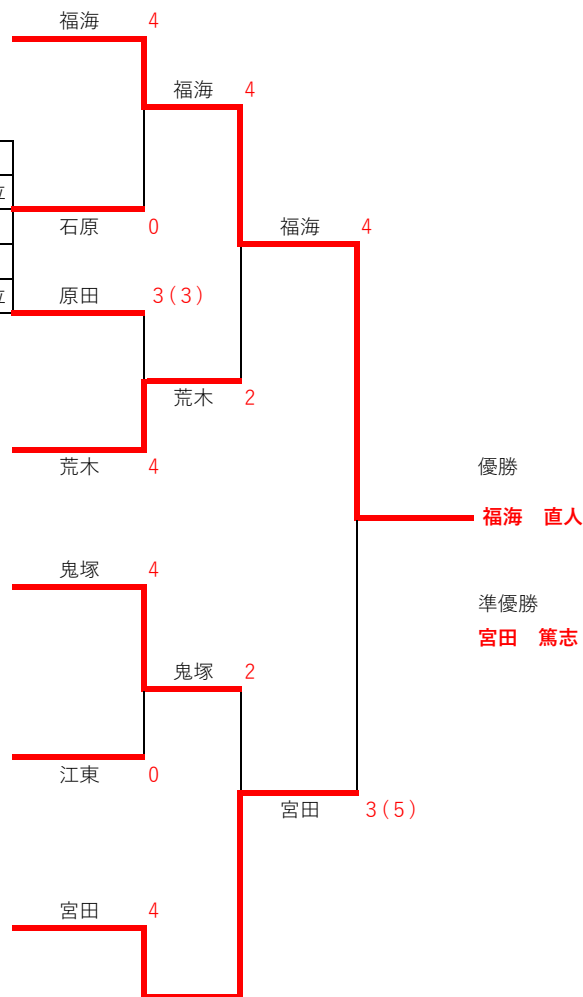 福海 4
福海 4
位
石原 0
福海 4
位
原田 3(3)
荒木 2
荒木 4
優勝
福海 直人
鬼塚 4
準優勝
宮田 篤志
鬼塚 2
江東 0
宮田 3(5)
宮田 4